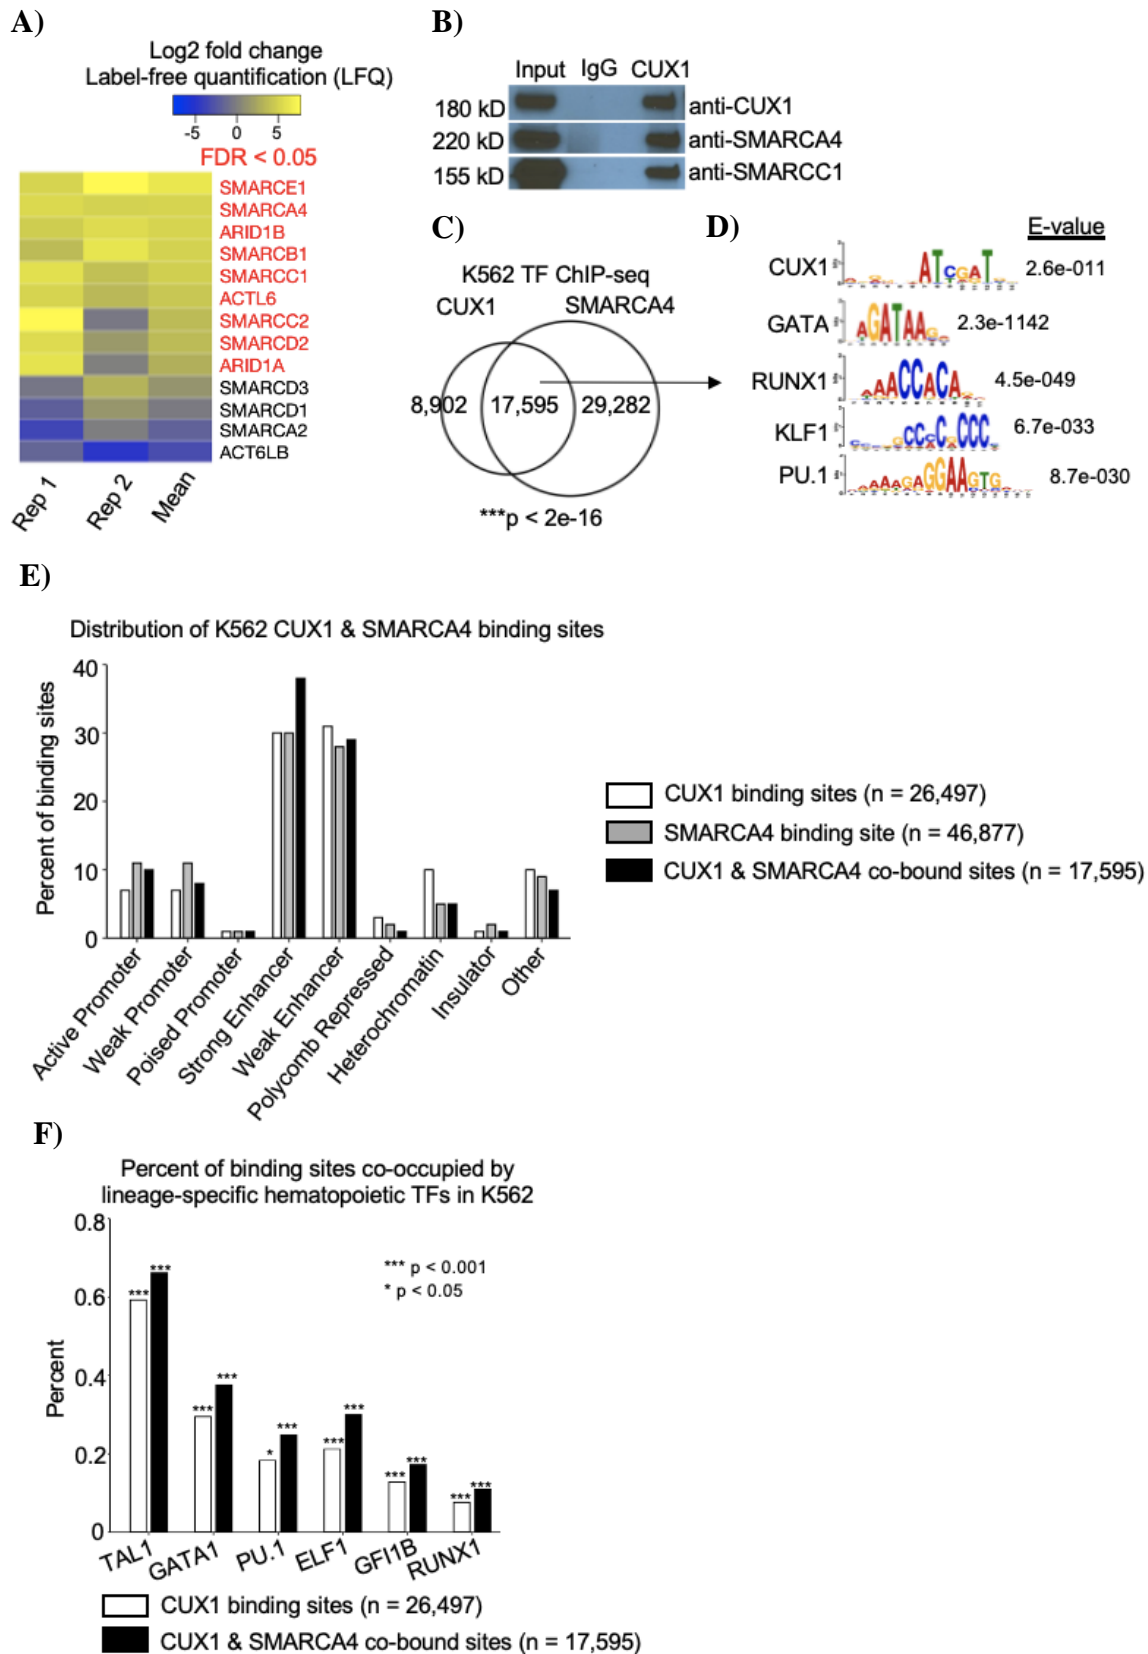 A)
Log2 fold change
Label-free quantification (LFQ)
-5 0 5
FDR < 0.05
SMARCE1
SMARCA4
ARID1B
SMARCB1
SMARCC1
ACTL6
SMARCC2
SMARCD2
ARID1A
SMARCD3
SMARCD1
SMARCA2
ACT6LB
Rep 1
Rep 2
Mean
B)
Input IgG CUX1
180 kD anti-CUX1
220 kD anti-SMARCA4
155 kD anti-SMARCC1
C)
K562 TF ChIP-seq
CUX1 SMARCA4
8,902 17,595 29,282
***p < 2e-16
D)
E-value
CUX1 ATCGAT 2.6e-011
GATA AGATAAG 2.3e-1142
RUNX1 AAACCACA 4.5e-049
KLF1 6.7e-033
PU.1 AAAGAGGAAGTG 8.7e-030
E)
Distribution of K562 CUX1 & SMARCA4 binding sites
Percent of binding sites
40
30
20
10
0
Active Promoter
Weak Promoter
Poised Promoter
Strong Enhancer
Weak Enhancer
Polycomb Repressed
Heterochromatin
Insulator
Other
CUX1 binding sites (n = 26,497)
SMARCA4 binding site (n = 46,877)
CUX1 & SMARCA4 co-bound sites (n = 17,595)
F)
Percent of binding sites co-occupied by
lineage-specific hematopoietic TFs in K562
Percent
0.8
0.6
0.4
0.2
0
*** p < 0.001
* p < 0.05
*** ***
*** ***
* ***
*** ***
*** ***
*** ***
TAL1
GATA1
PU.1
ELF1
GFI1B
RUNX1
CUX1 binding sites (n = 26,497)
CUX1 & SMARCA4 co-bound sites (n = 17,595)